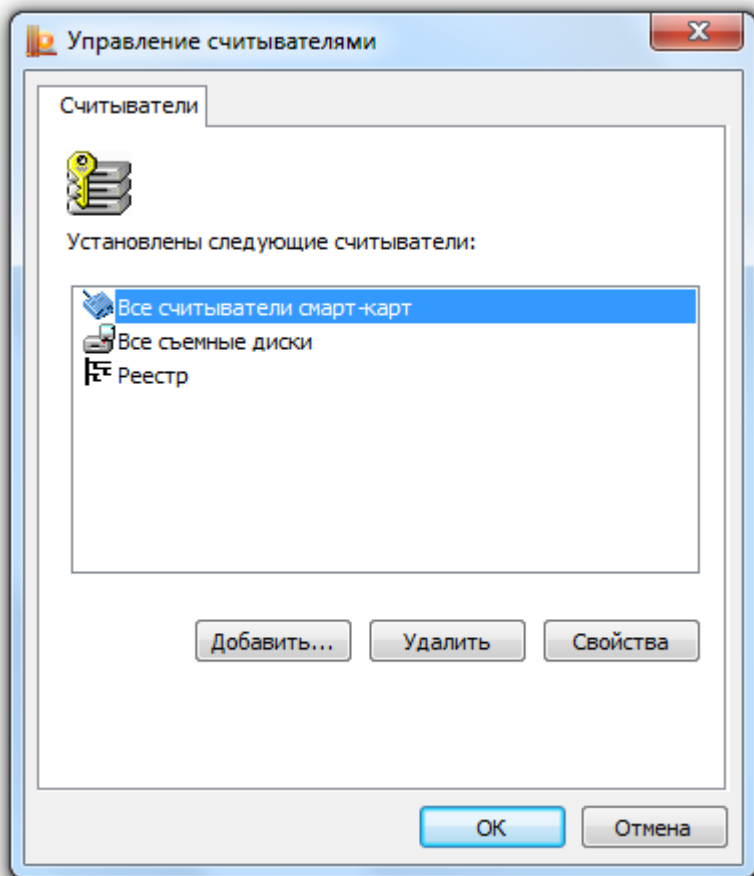 Управление считывателями
Считыватели
Установлены следующие считыватели:
Все считыватели смарт-карт
Все съемные диски
Реестр
Добавить... Удалить Свойства
ОК Отмена